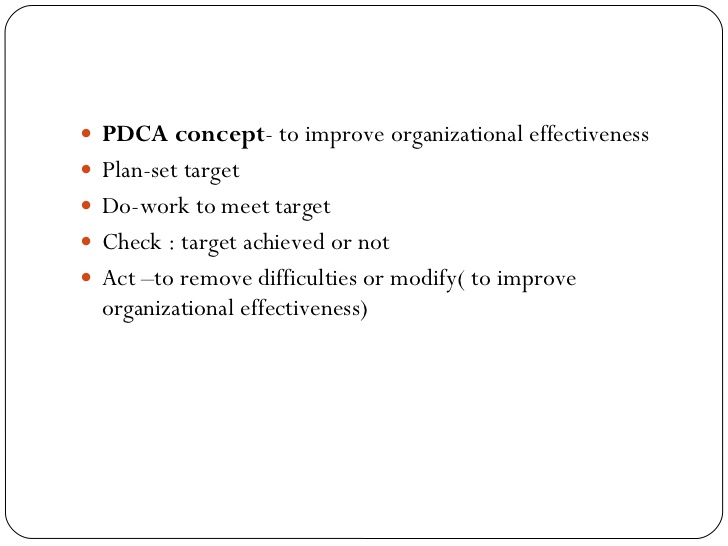 PDCA concept- to improve organizational effectiveness
Plan-set target
Do-work to meet target
Check : target achieved or not
Act –to remove difficulties or modify( to improve
organizational effectiveness)